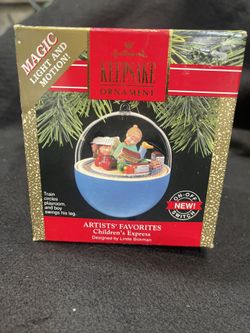 MAGIC
LIGHT AND
MOTION!
Hallmark
KEEPSAKE
ORNAMENT
Train
circles
playroom,
and boy
swings his leg.
ON-OFF
NEW!
SWITCH
ARTISTS' FAVORITES
Children's Express
Designed by Linda Sickman